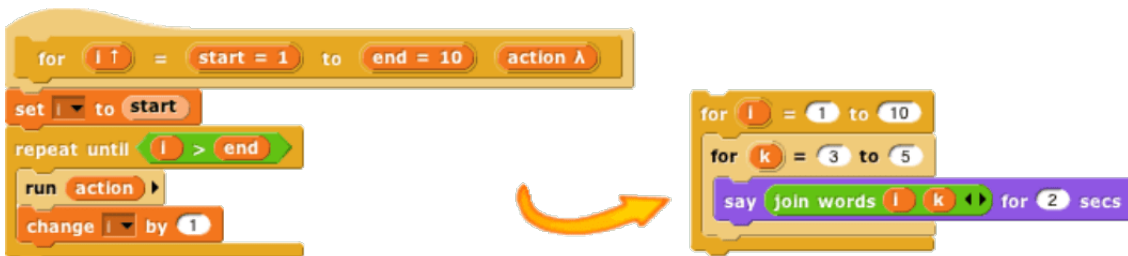 for i ↑ = start = 1 to end = 10 action λ
set i to start
repeat until i > end
run action
change i by 1
for i = 1 to 10
for k = 3 to 5
say join words i k for 2 secs